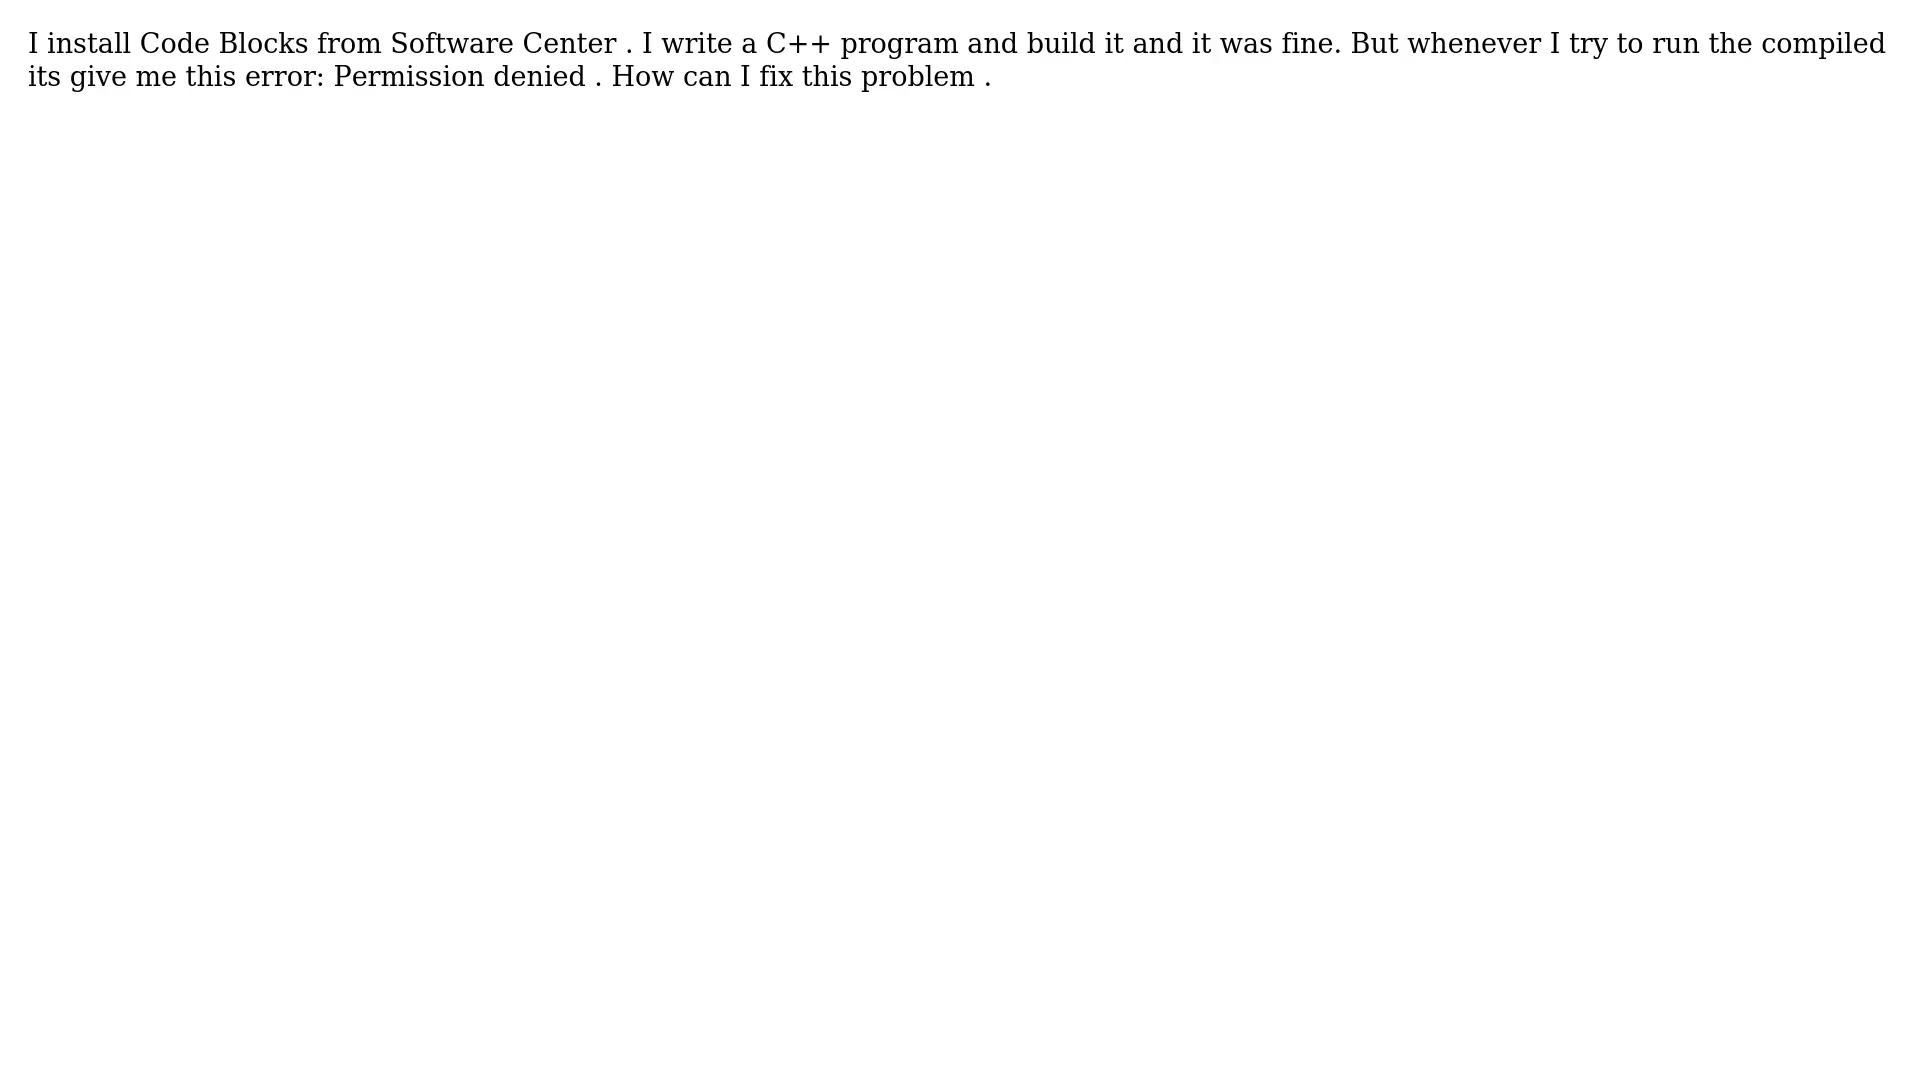 I install Code Blocks from Software Center . I write a C++ program and build it and it was fine. But whenever I try to run the compiled
its give me this error: Permission denied . How can I fix this problem .